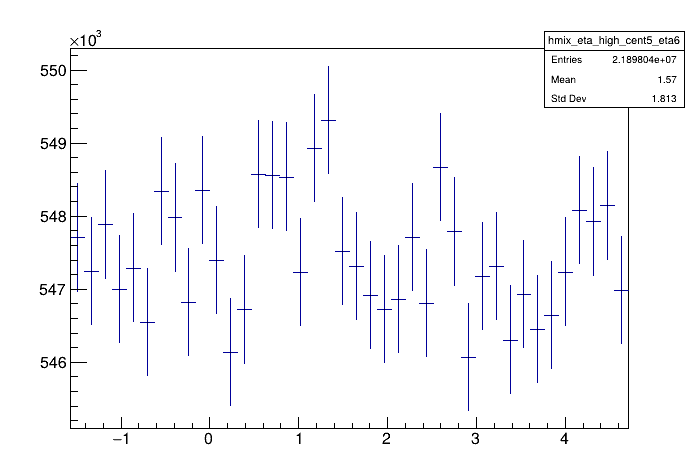 ×10³
hmix_eta_high_cent5_eta6
Entries 2.189804e+07
Mean 1.57
Std Dev 1.813
550
549
548
547
546
−1 0 1 2 3 4